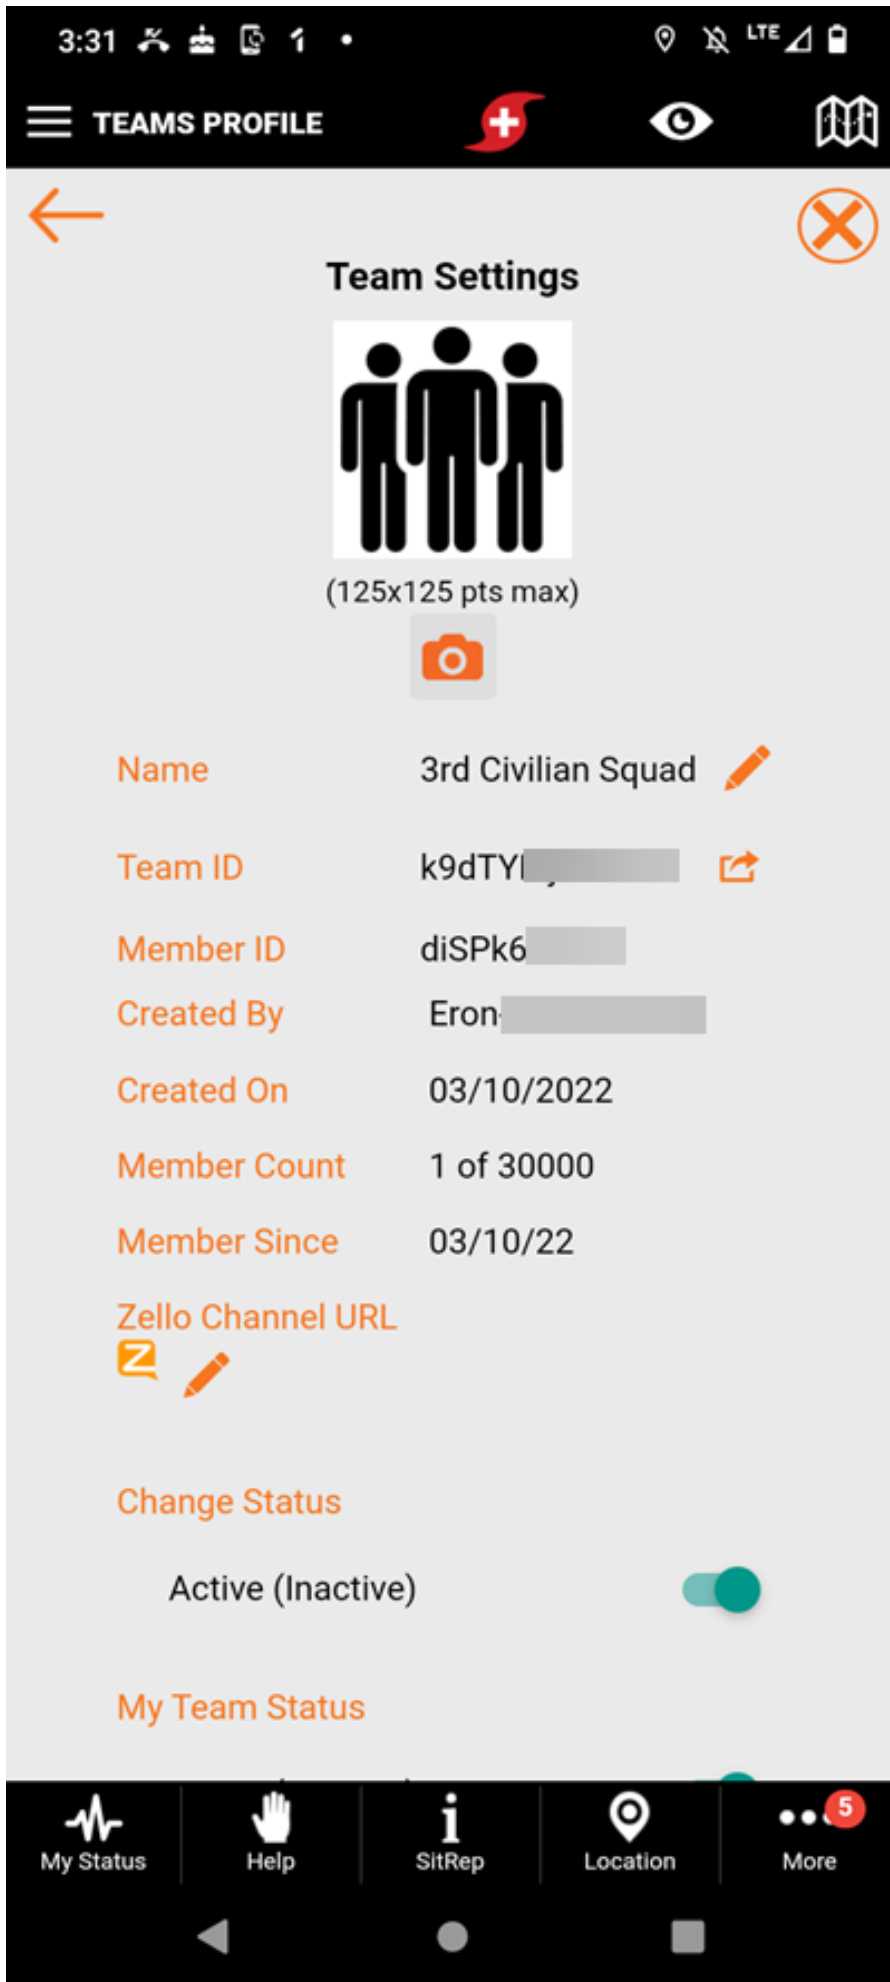 3:31 LTE
TEAMS PROFILE
Team Settings
(125x125 pts max)
Name 3rd Civilian Squad
Team ID k9dTY
Member ID diSPk6
Created By Eron
Created On 03/10/2022
Member Count 1 of 30000
Member Since 03/10/22
Zello Channel URL
Z
Change Status
Active (Inactive)
My Team Status
5
My Status Help SitRep Location More